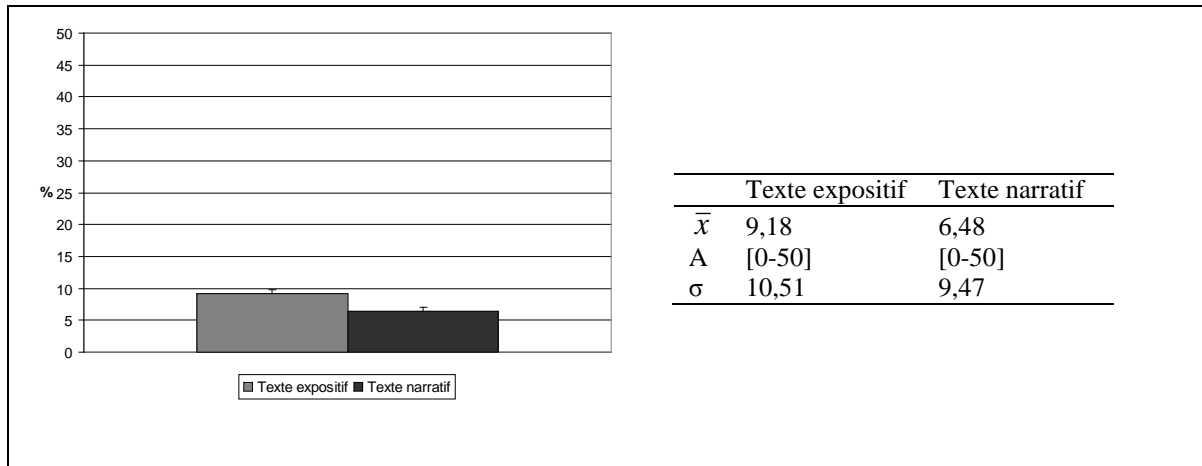 50
45
40
35
30
% 25
20
15
10
5
0
Texte expositif Texte narratif
Texte expositif Texte narratif
x̅ 9,18 6,48
A [0-50] [0-50]
σ 10,51 9,47